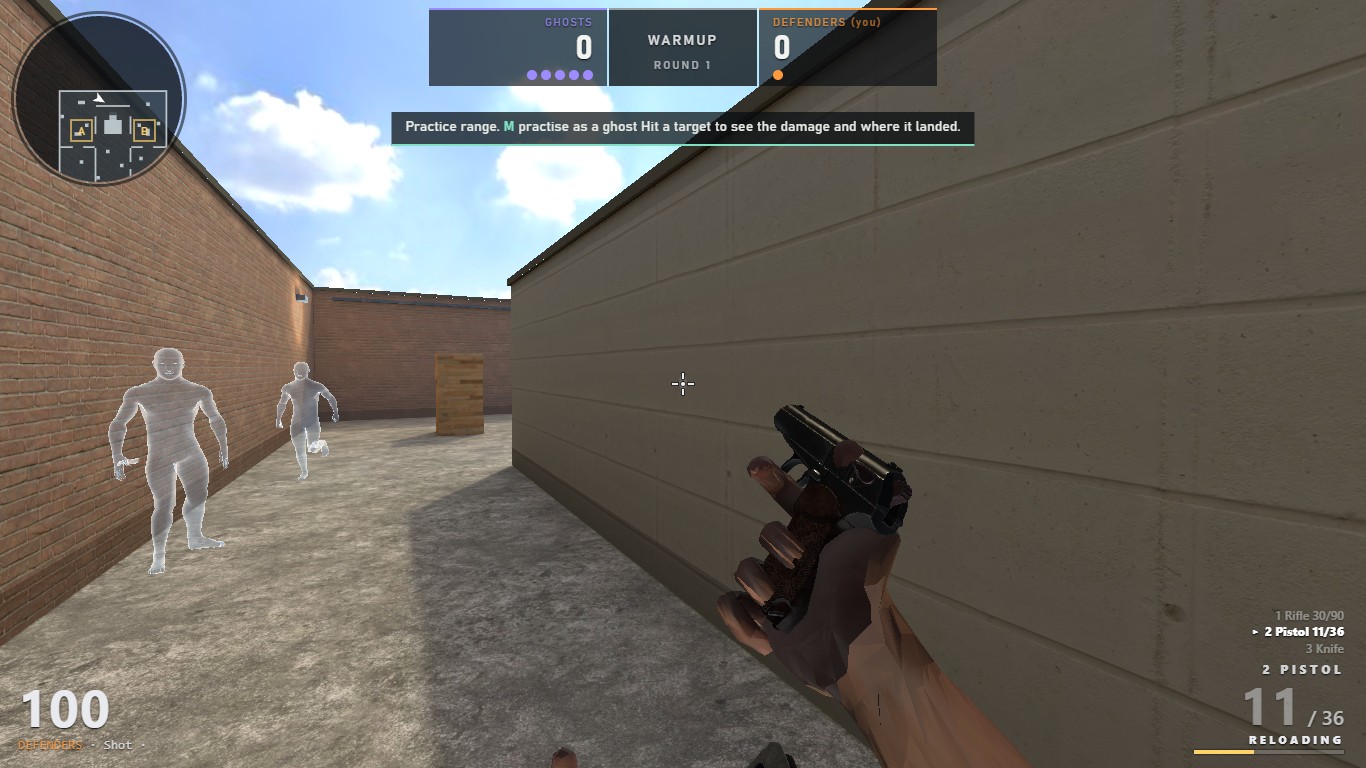 GHOSTS
0
WARMUP
ROUND 1
DEFENDERS (you)
0
Practice range. M practise as a ghost Hit a target to see the damage and where it landed.
A
B
1 Rifle 30/90
▸ 2 Pistol 11/36
3 Knife
2 PISTOL
11 / 36
RELOADING
100
DEFENDERS · Shot ·